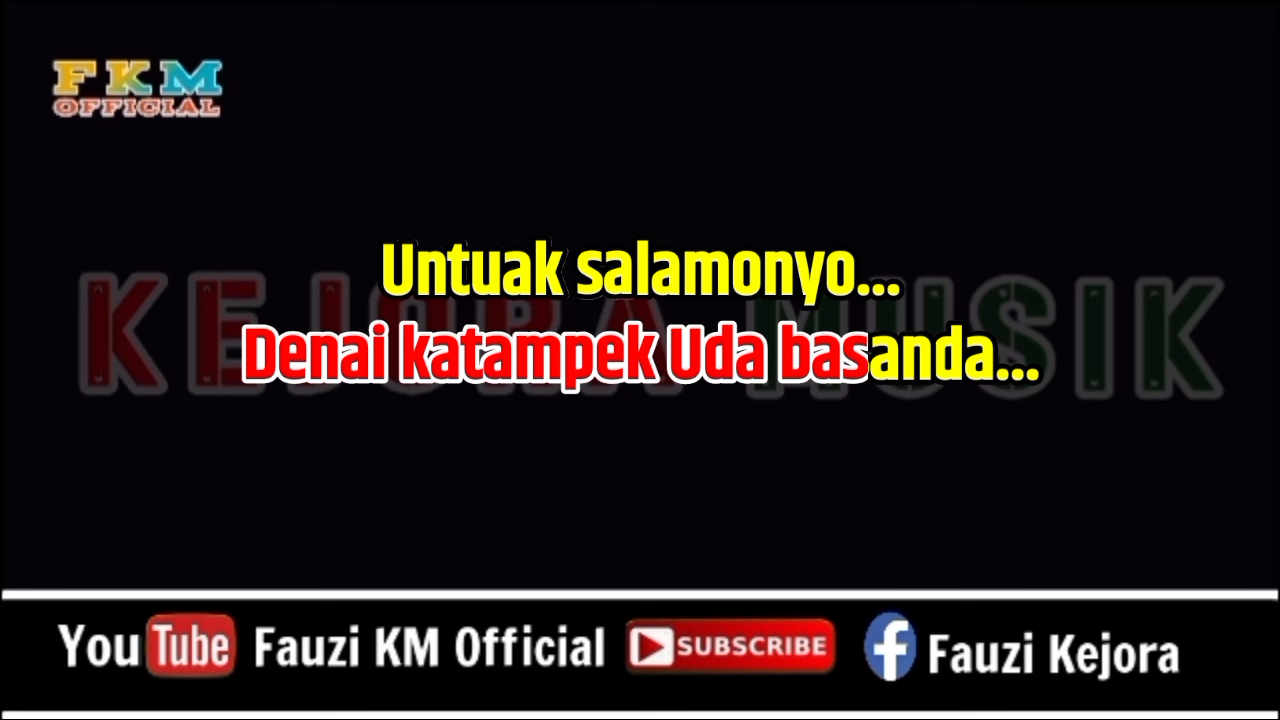 FKM
OFFICIAL
Untuak salamonyo...
KEJORA MUSIK
Denai katampek Uda basanda...
YouTube Fauzi KM Official SUBSCRIBE f Fauzi Kejora